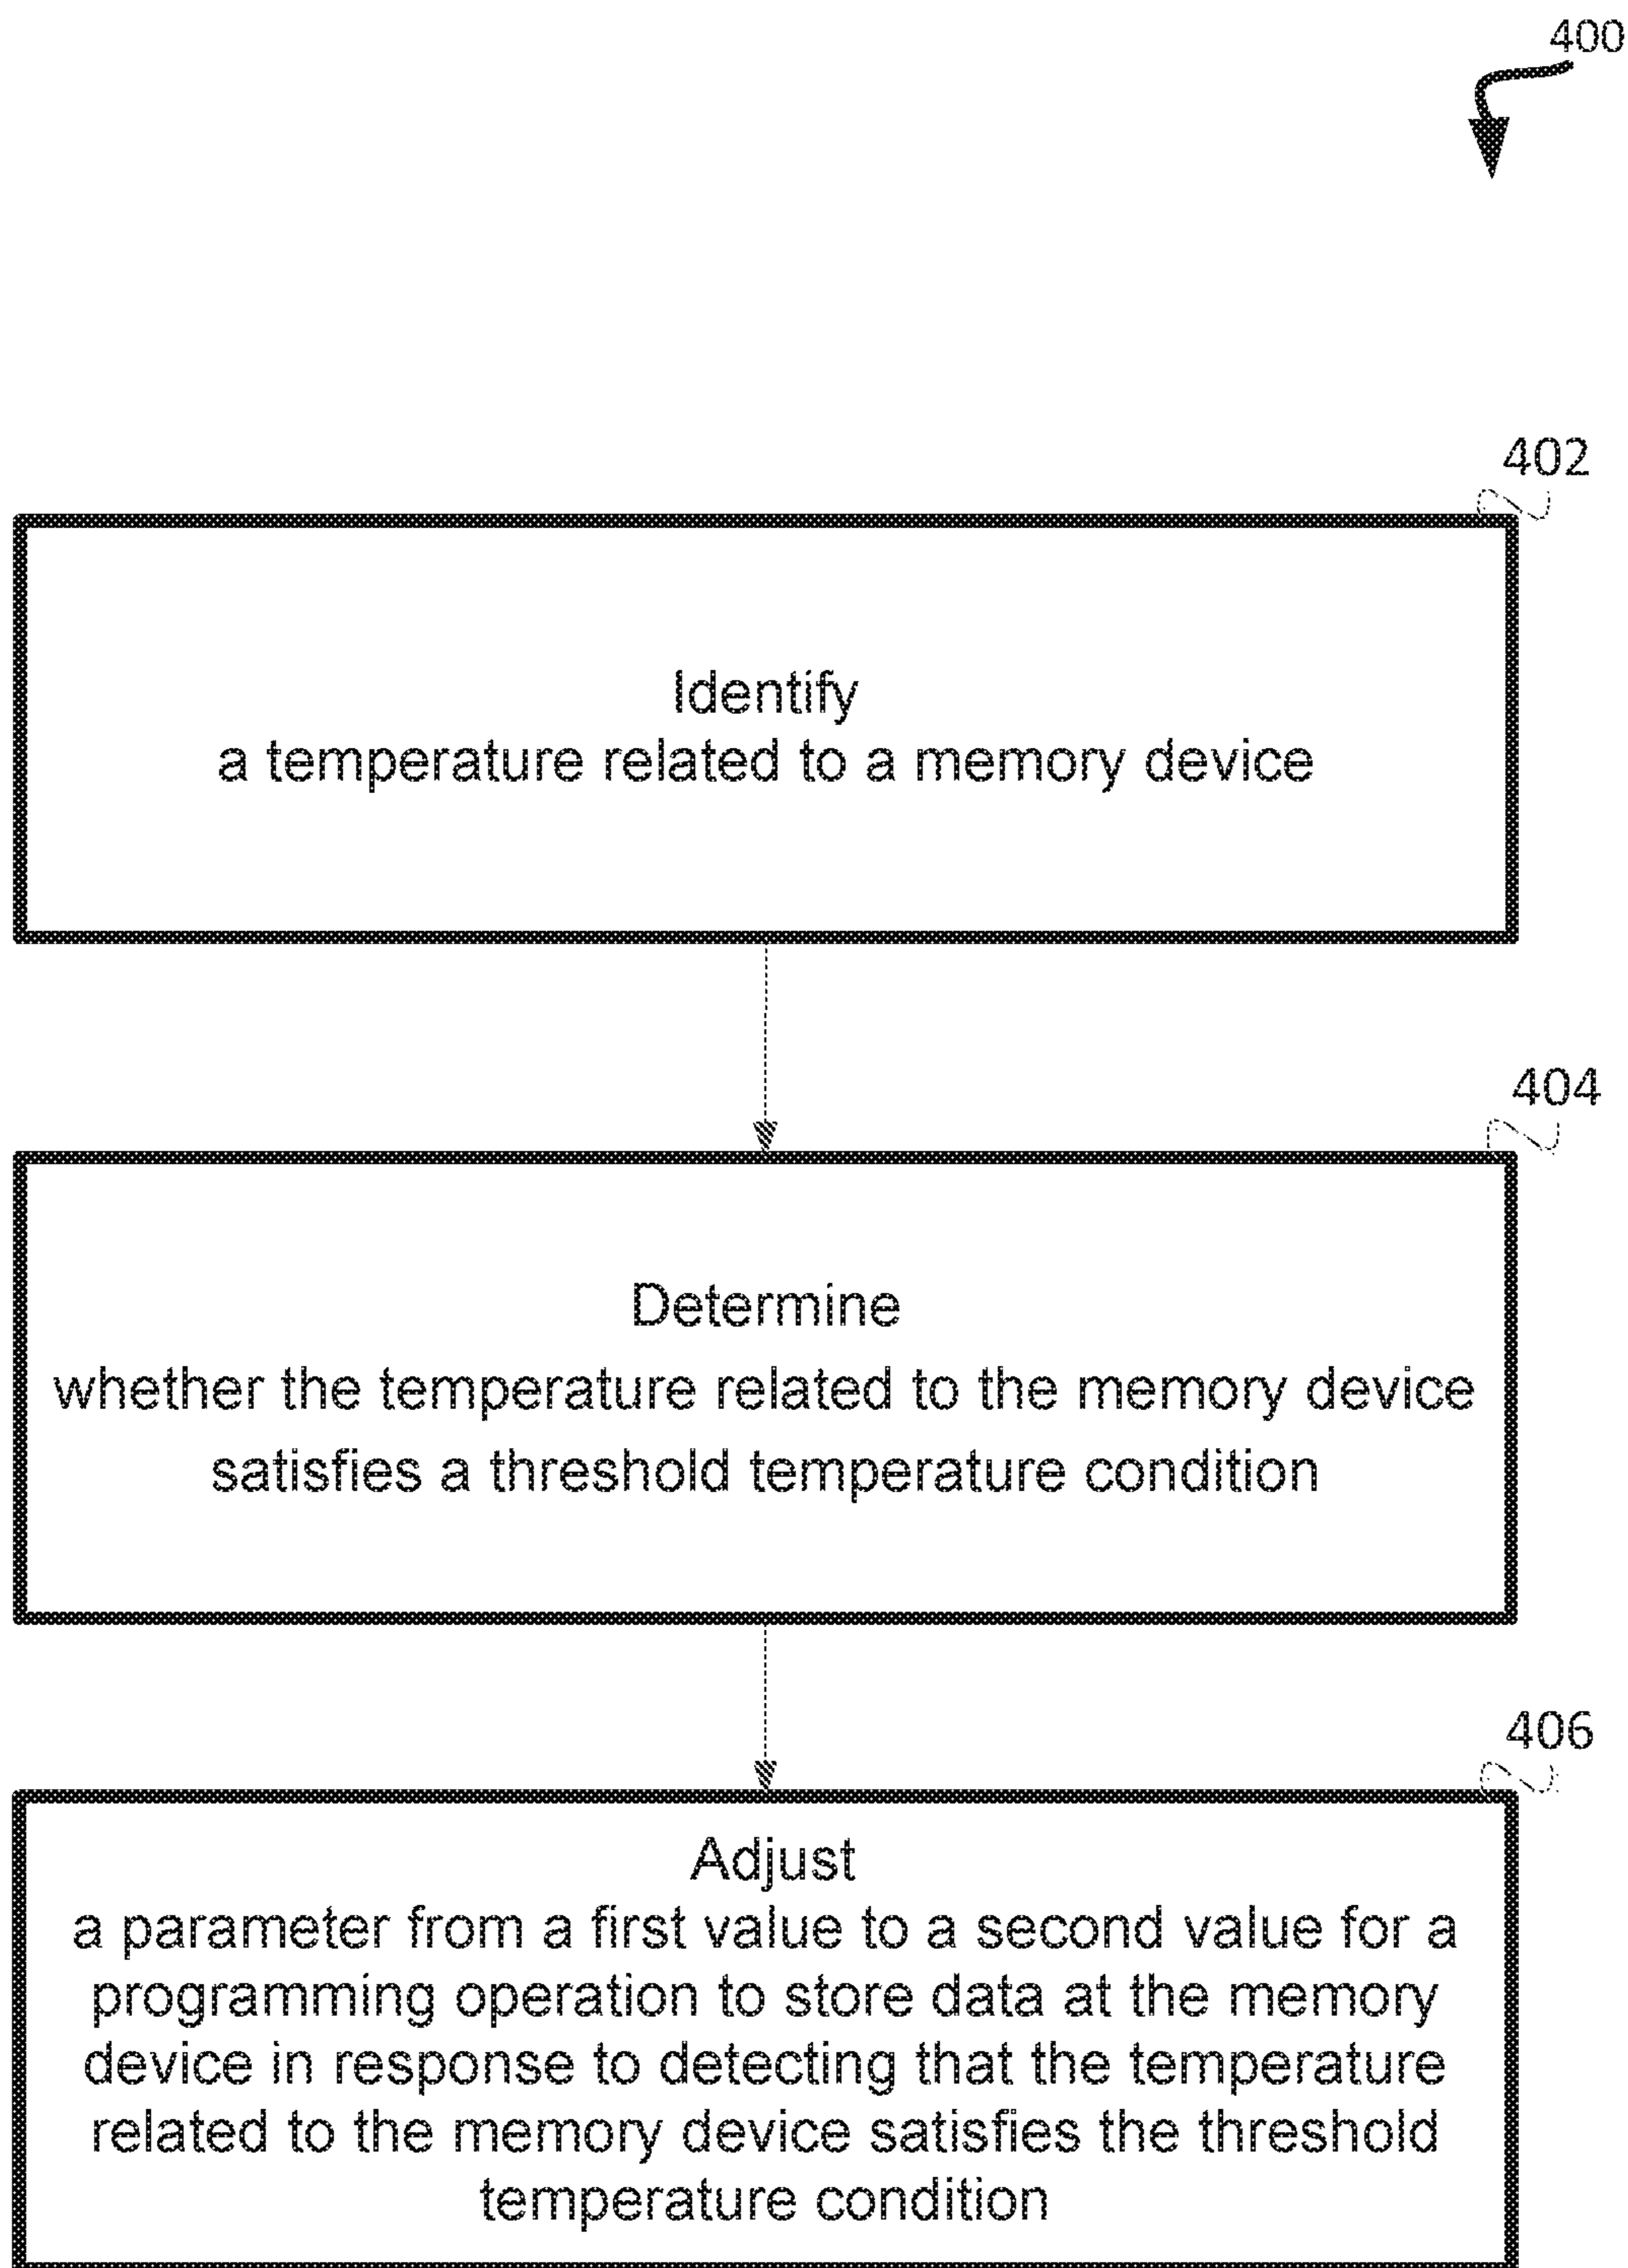 400
402
Identify
a temperature related to a memory device
404
Determine
whether the temperature related to the memory device
satisfies a threshold temperature condition
406
Adjust
a parameter from a first value to a second value for a
programming operation to store data at the memory
device in response to detecting that the temperature
related to the memory device satisfies the threshold
temperature condition